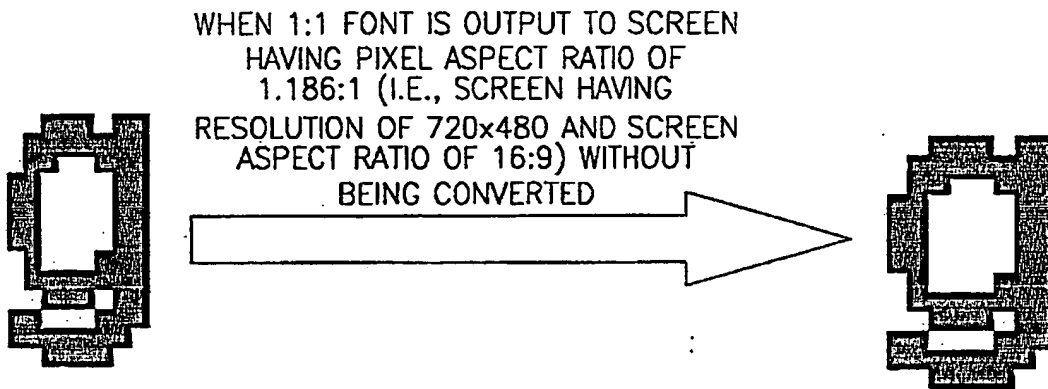 WHEN 1:1 FONT IS OUTPUT TO SCREEN
HAVING PIXEL ASPECT RATIO OF
1.186:1 (I.E., SCREEN HAVING
RESOLUTION OF 720x480 AND SCREEN
ASPECT RATIO OF 16:9) WITHOUT
BEING CONVERTED
g g